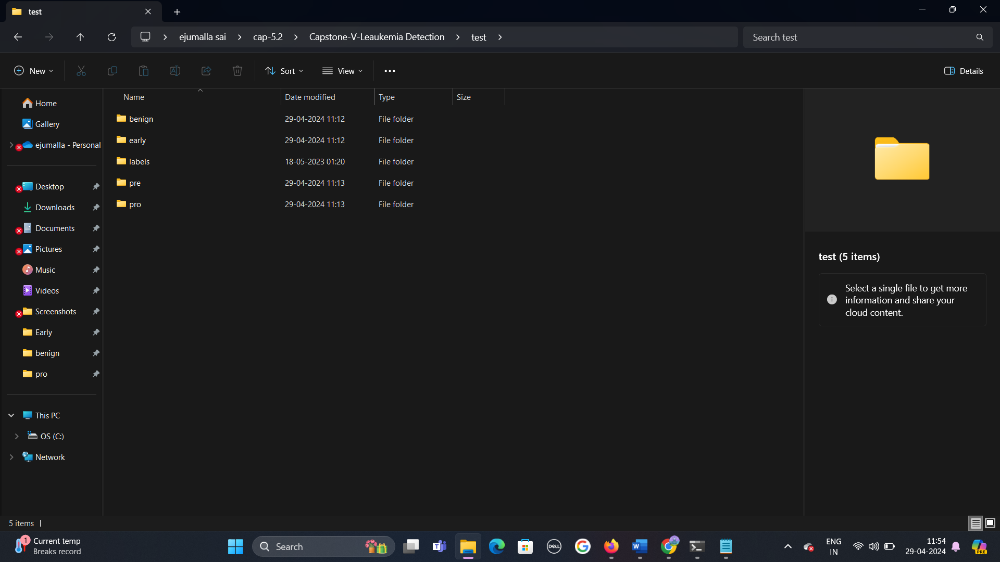 test
ejumalla sai
cap-5.2
Capstone-V-Leaukemia Detection
test
Search test
New
Sort
View
Details
Name
Date modified
Type
Size
benign 29-04-2024 11:12 File folder
early 29-04-2024 11:12 File folder
labels 18-05-2023 01:20 File folder
pre 29-04-2024 11:13 File folder
pro 29-04-2024 11:13 File folder
Home
Gallery
ejumalla - Personal
Desktop
Downloads
Documents
Pictures
Music
Videos
Screenshots
Early
benign
pro
This PC
OS (C:)
Network
test (5 items)
Select a single file to get more
information and share your
cloud content.
5 items
1
Current temp
Breaks record
Search
T
DELL
G
W
ENG
IN
11:54
29-04-2024
PRE